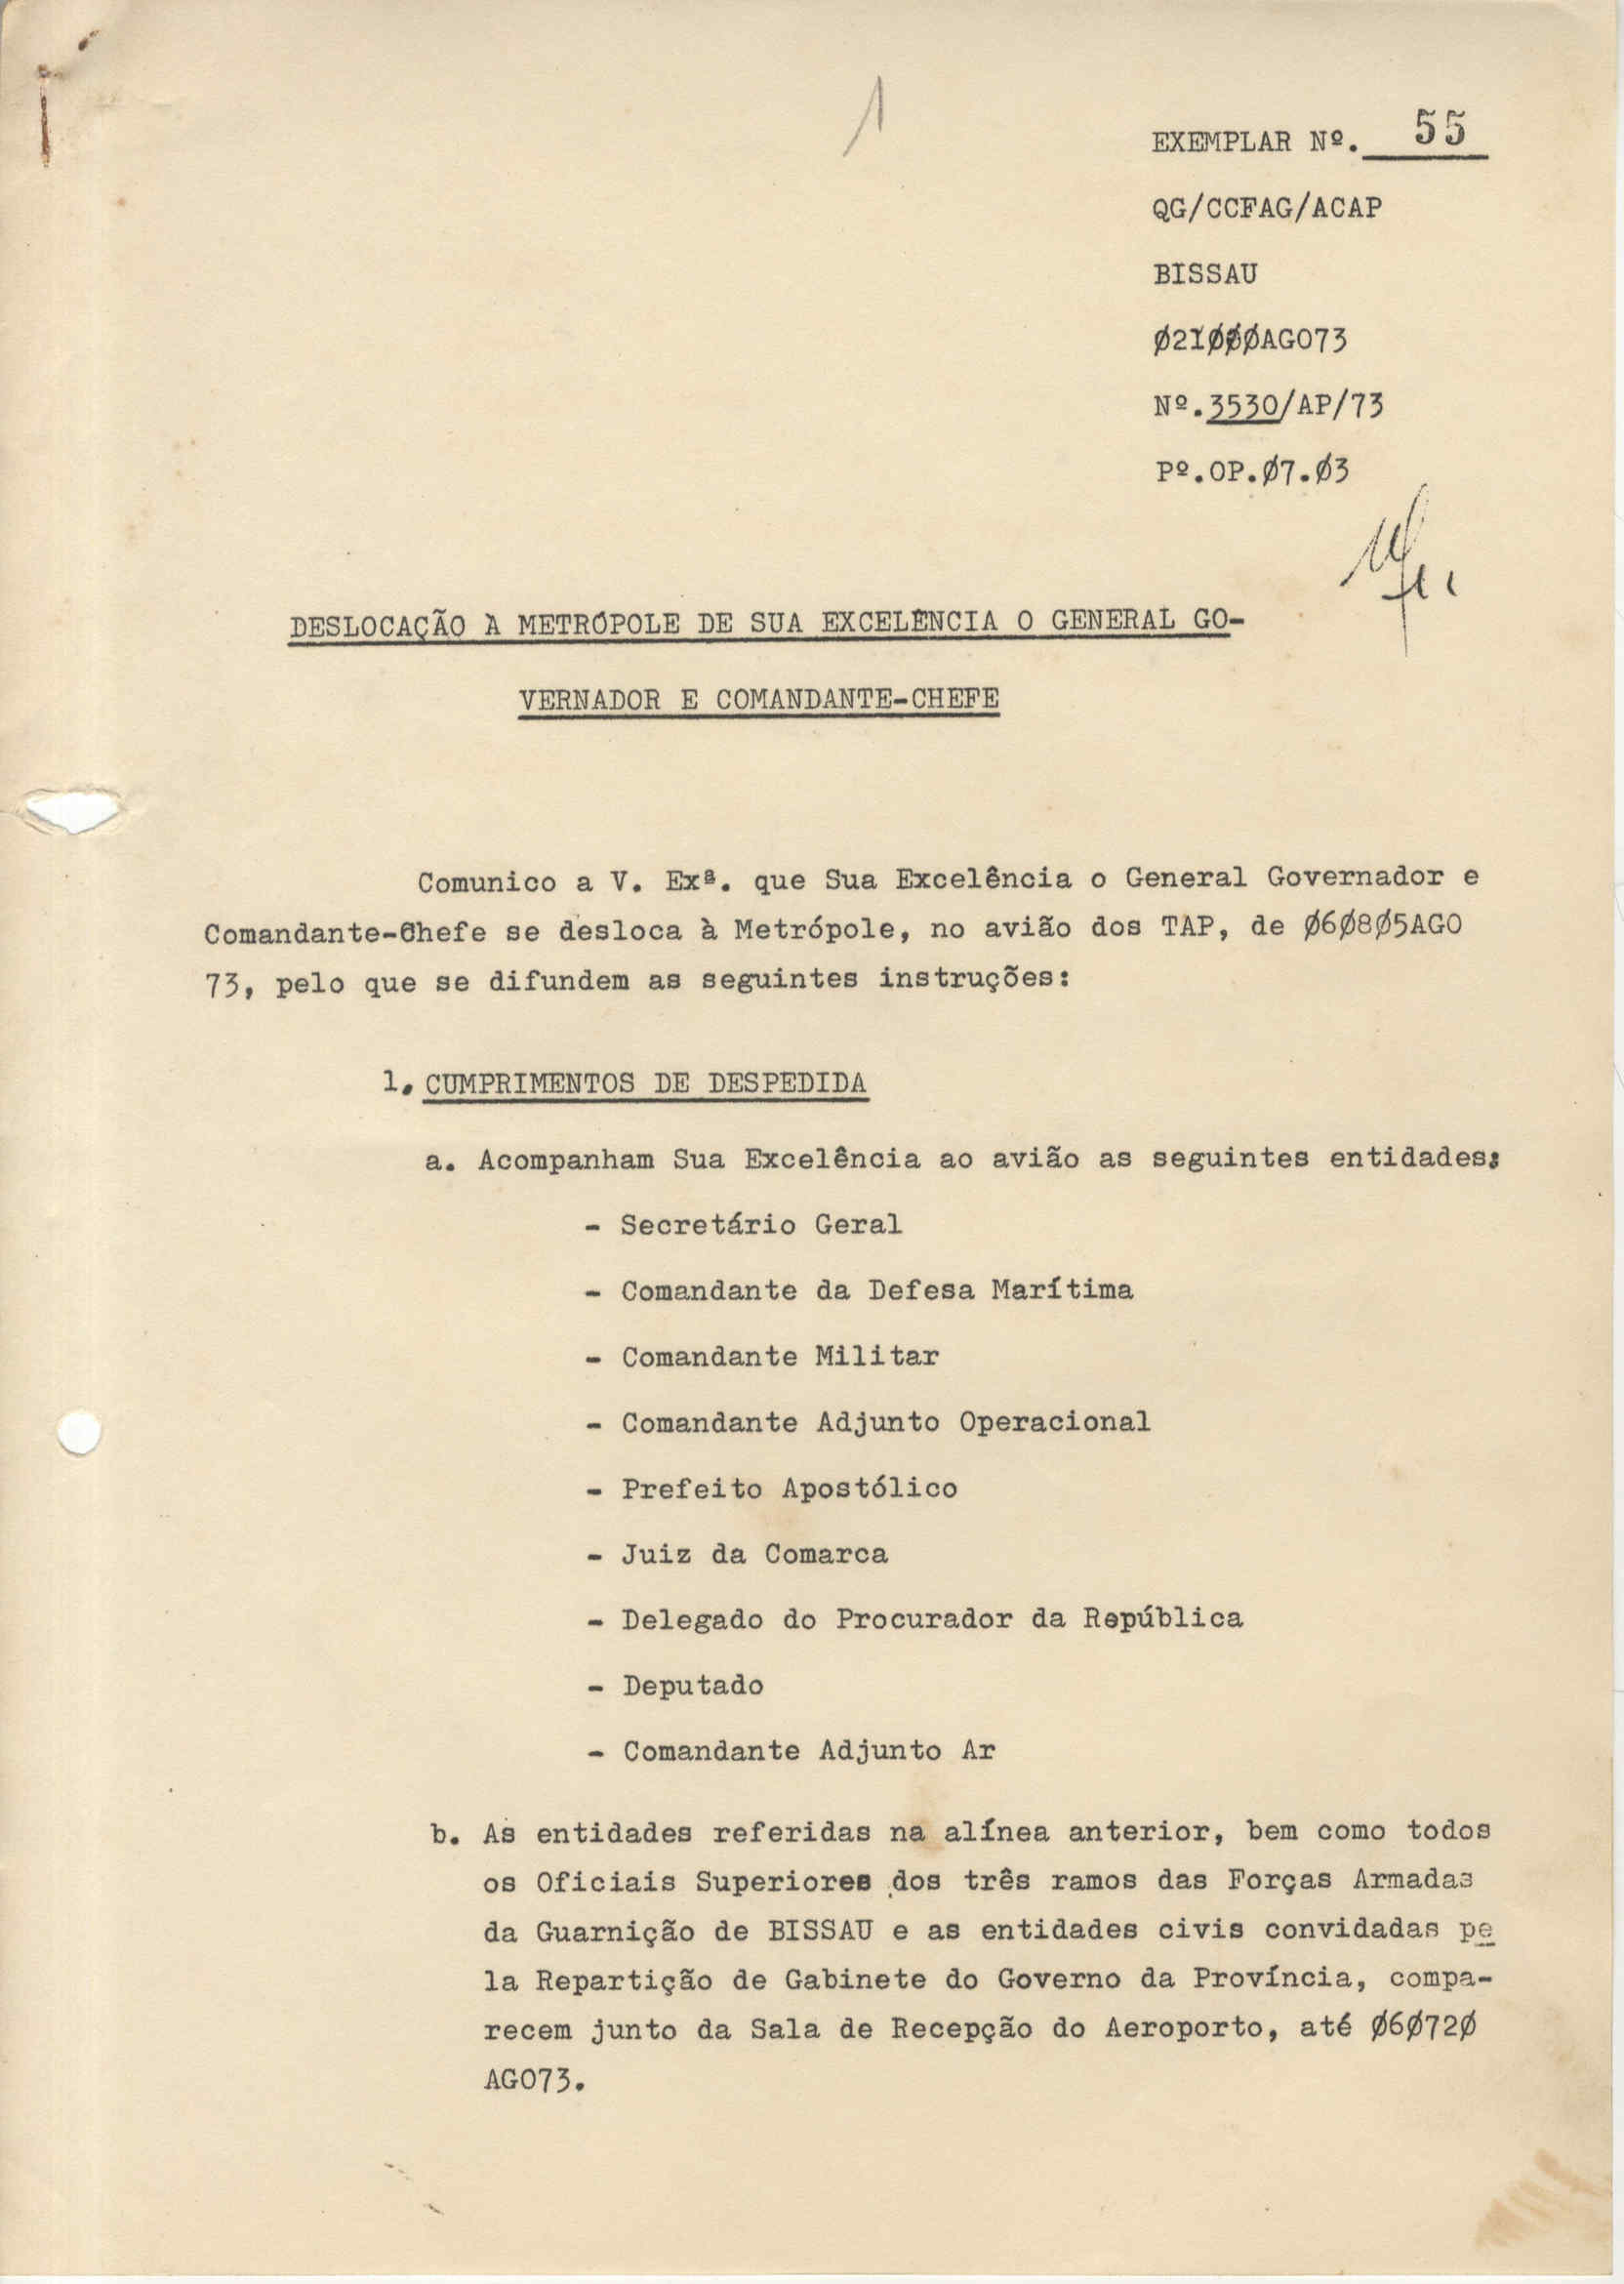 1
EXEMPLAR Nº. 55
QG/CCFAG/ACAP
BISSAU
Ø21ØØØAGO73
Nº.3530/AP/73
Pº.OP.Ø7.Ø3
DESLOCAÇÃO À METRÓPOLE DE SUA EXCELÊNCIA O GENERAL GO-
VERNADOR E COMANDANTE-CHEFE
Comunico a V. Exª. que Sua Excelência o General Governador e
Comandante-Chefe se desloca à Metrópole, no avião dos TAP, de Ø6Ø8Ø5AGO
73, pelo que se difundem as seguintes instruções:
1. CUMPRIMENTOS DE DESPEDIDA
a. Acompanham Sua Excelência ao avião as seguintes entidades:
- Secretário Geral
- Comandante da Defesa Marítima
- Comandante Militar
- Comandante Adjunto Operacional
- Prefeito Apostólico
- Juiz da Comarca
- Delegado do Procurador da República
- Deputado
- Comandante Adjunto Ar
b. As entidades referidas na alínea anterior, bem como todos
os Oficiais Superiores dos três ramos das Forças Armadas
da Guarnição de BISSAU e as entidades civis convidadas pe
la Repartição de Gabinete do Governo da Província, compa-
recem junto da Sala de Recepção do Aeroporto, até Ø6Ø72Ø
AGO73.